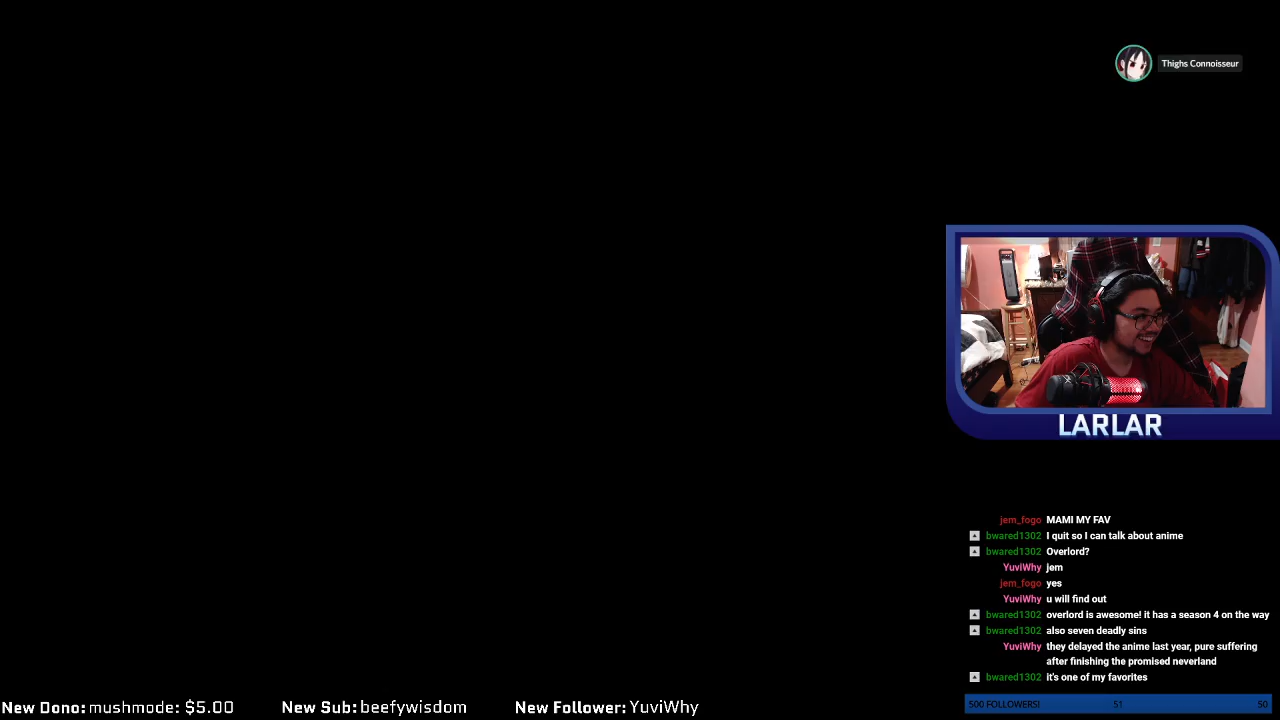 Thighs Connoisseur
LARLAR
jem_fogo MAMI MY FAV
bwared1302 I quit so I can talk about anime
bwared1302 Overlord?
YuviWhy jem
jem_fogo yes
YuviWhy u will find out
bwared1302 overlord is awesome! it has a season 4 on the way
bwared1302 also seven deadly sins
YuviWhy they delayed the anime last year, pure suffering
after finishing the promised neverland
bwared1302 it's one of my favorites
500 FOLLOWERS! 51 50
New Dono: mushmode: $5.00 New Sub: beefywisdom New Follower: YuviWhy